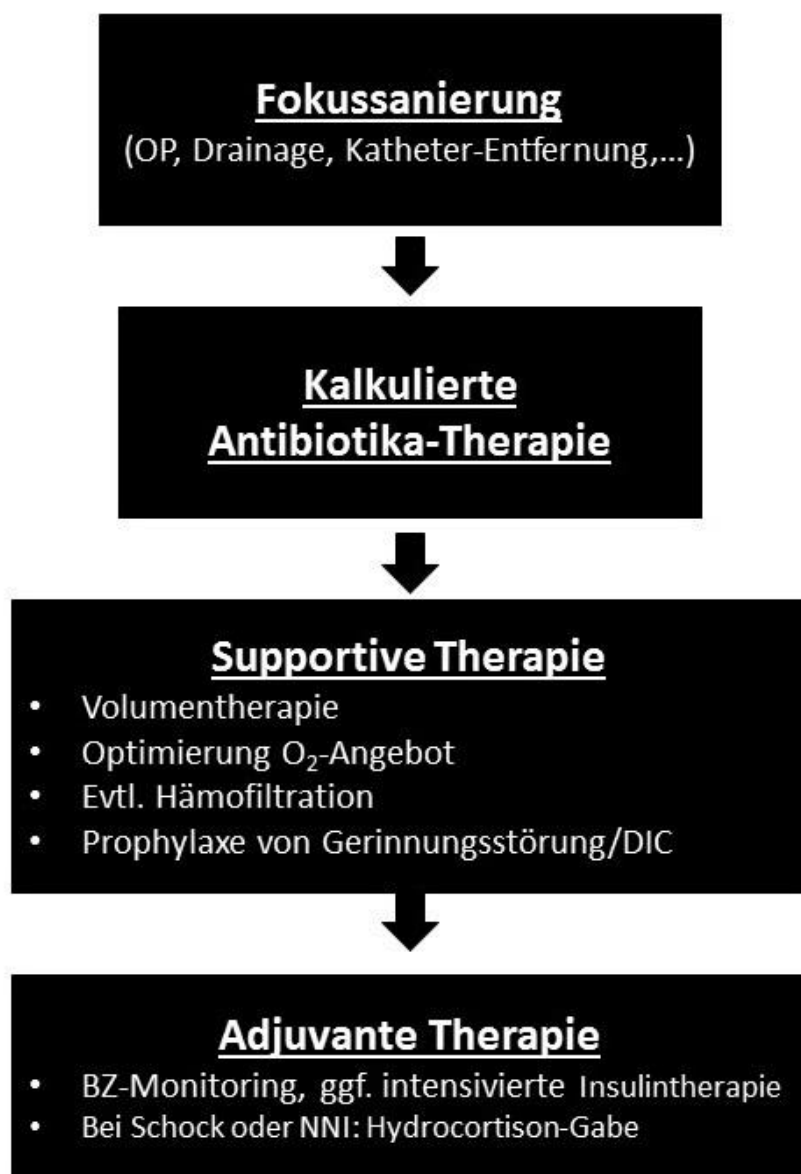 Fokussanierung
(OP, Drainage, Katheter-Entfernung,...)
Kalkulierte
Antibiotika-Therapie
Supportive Therapie
• Volumentherapie
• Optimierung O₂-Angebot
• Evtl. Hämofiltration
• Prophylaxe von Gerinnungsstörung/DIC
Adjuvante Therapie
• BZ-Monitoring, ggf. intensivierte Insulintherapie
• Bei Schock oder NNI: Hydrocortison-Gabe